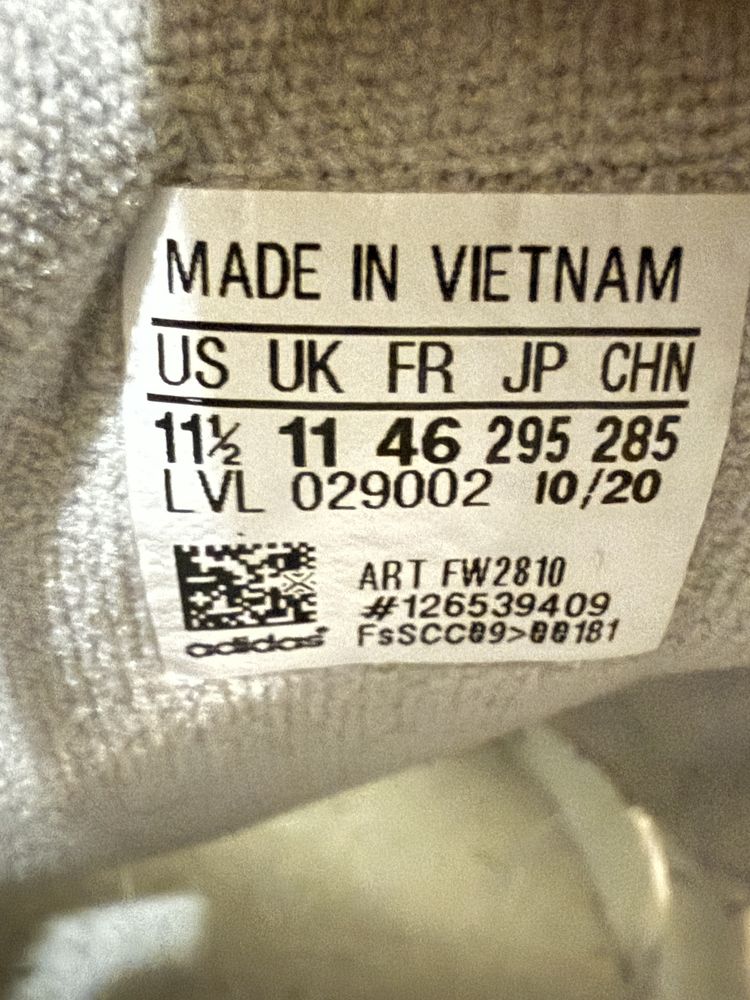 MADE IN VIETNAM
US UK FR JP CHN
11½ 11 46 295 285
LVL 029002 10/20
ART FW2810
#126539409
FsSCC09>00181
adidas